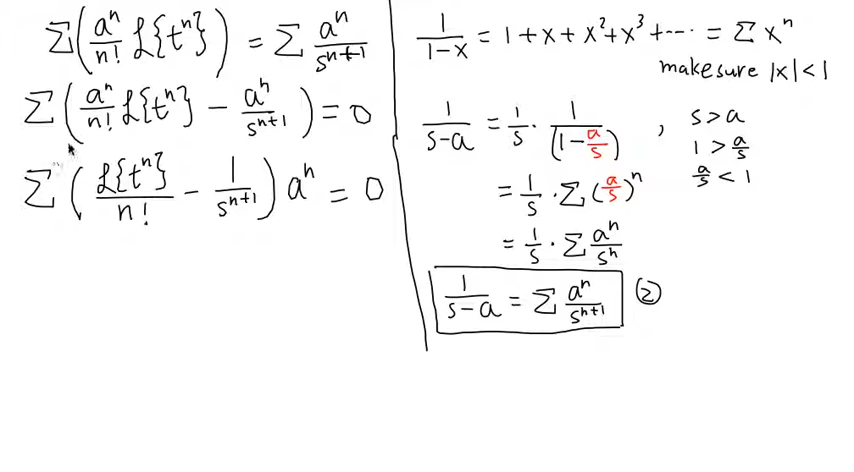 Σ(aⁿ/n! ℒ{tⁿ}) = Σ aⁿ/sⁿ⁺¹
Σ(aⁿ/n! ℒ{tⁿ} − aⁿ/sⁿ⁺¹) = 0
Σ(ℒ{tⁿ}/n! − 1/sⁿ⁺¹) aⁿ = 0
1/(1-x) = 1+x+x²+x³+···· = Σ xⁿ
make sure |x|<1
1/(s-a) = 1/s · 1/(1-a/s) , s>a
1 > a/s
a/s < 1
= 1/s · Σ (a/s)ⁿ
= 1/s · Σ aⁿ/sⁿ
1/(s-a) = Σ aⁿ/sⁿ⁺¹ ②